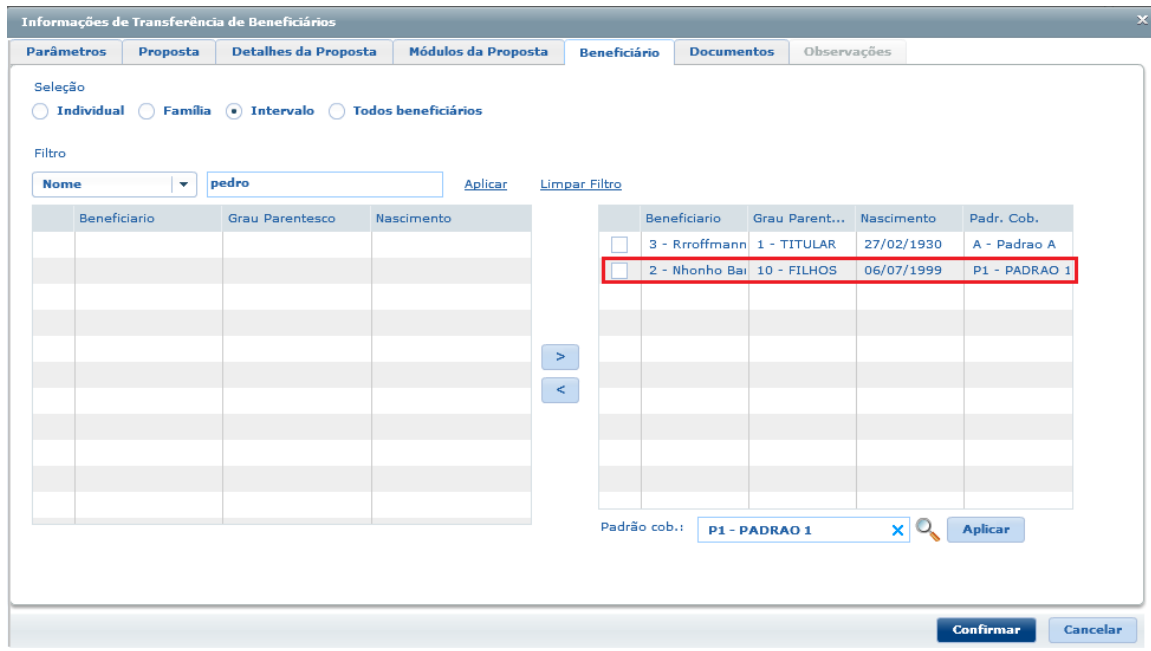 Informações de Transferência de Beneficiários x
Parâmetros Proposta Detalhes da Proposta Módulos da Proposta Beneficiário Documentos Observações
Seleção
Individual Família Intervalo Todos beneficiários
Filtro
Nome pedro Aplicar Limpar Filtro
Beneficiario Grau Parentesco Nascimento
Beneficiario Grau Parent... Nascimento Padr. Cob.
3 - Rrroffmann 1 - TITULAR 27/02/1930 A - Padrao A
2 - Nhonho Bar 10 - FILHOS 06/07/1999 P1 - PADRAO 1
>
<
Padrão cob.: P1 - PADRAO 1 Aplicar
Confirmar Cancelar